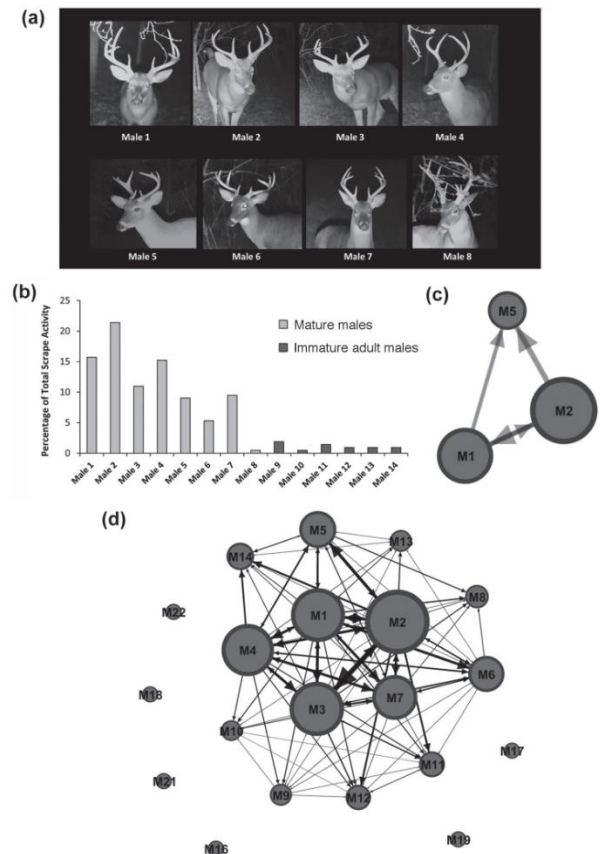 (a)
Male 1 Male 2 Male 3 Male 4
Male 5 Male 6 Male 7 Male 8
(b)
Percentage of Total Scrape Activity
25
20
15
10
5
0
Mature males
Immature adult males
Male 1 Male 2 Male 3 Male 4 Male 5 Male 6 Male 7 Male 8 Male 9 Male 10 Male 11 Male 12 Male 13 Male 14
(c)
M5
M2
M1
(d)
M5
M13
M14
M8
M22
M1
M2
M4
M6
M18
M3
M7
M10
M17
M11
M21
M9
M12
M19
M16